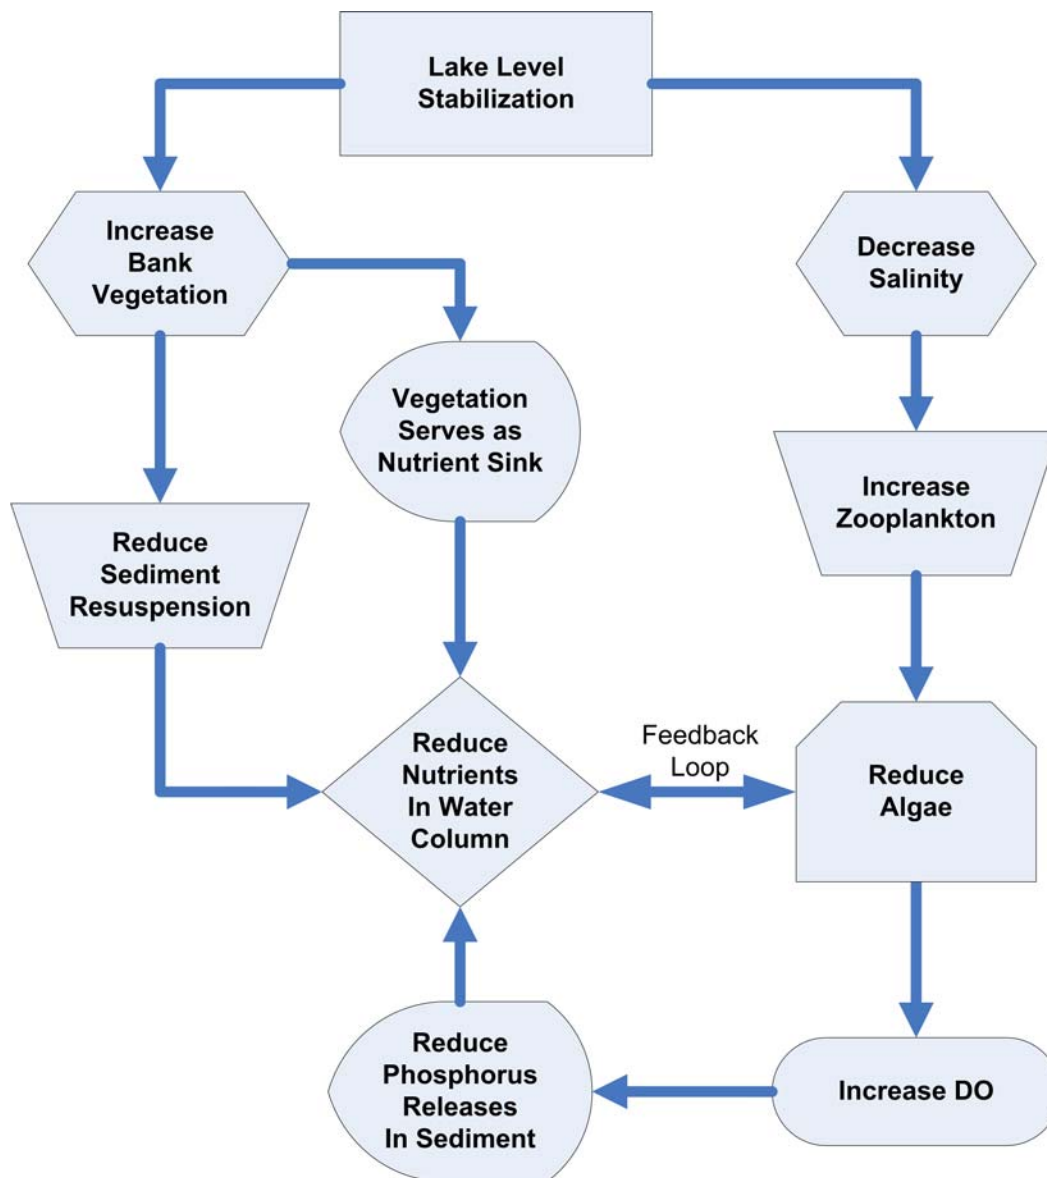 Lake Level
Stabilization
Increase
Bank
Vegetation
Decrease
Salinity
Vegetation
Serves as
Nutrient Sink
Increase
Zooplankton
Reduce
Sediment
Resuspension
Reduce
Nutrients
In Water
Column
Feedback
Loop
Reduce
Algae
Reduce
Phosphorus
Releases
In Sediment
Increase DO